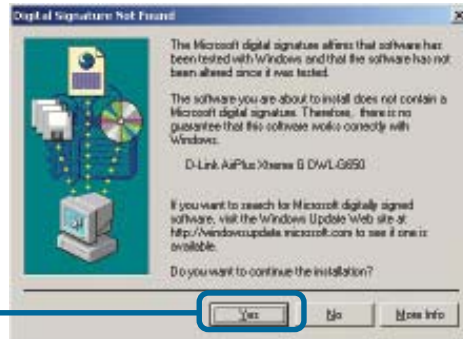 Digital Signature Not Found
The Microsoft digital signature affirms that software has
been tested with Windows and that the software has not
been altered since it was tested.
The software you are about to install does not contain a
Microsoft digital signature. Therefore, there is no
guarantee that this software works correctly with
Windows.
D-Link AirPlus Xtreme G DWL-G650
If you want to search for Microsoft digitally signed
software, visit the Windows Update Web site at
http://windowsupdate.microsoft.com to see if one is
available.
Do you want to continue the installation?
Yes
No
More Info